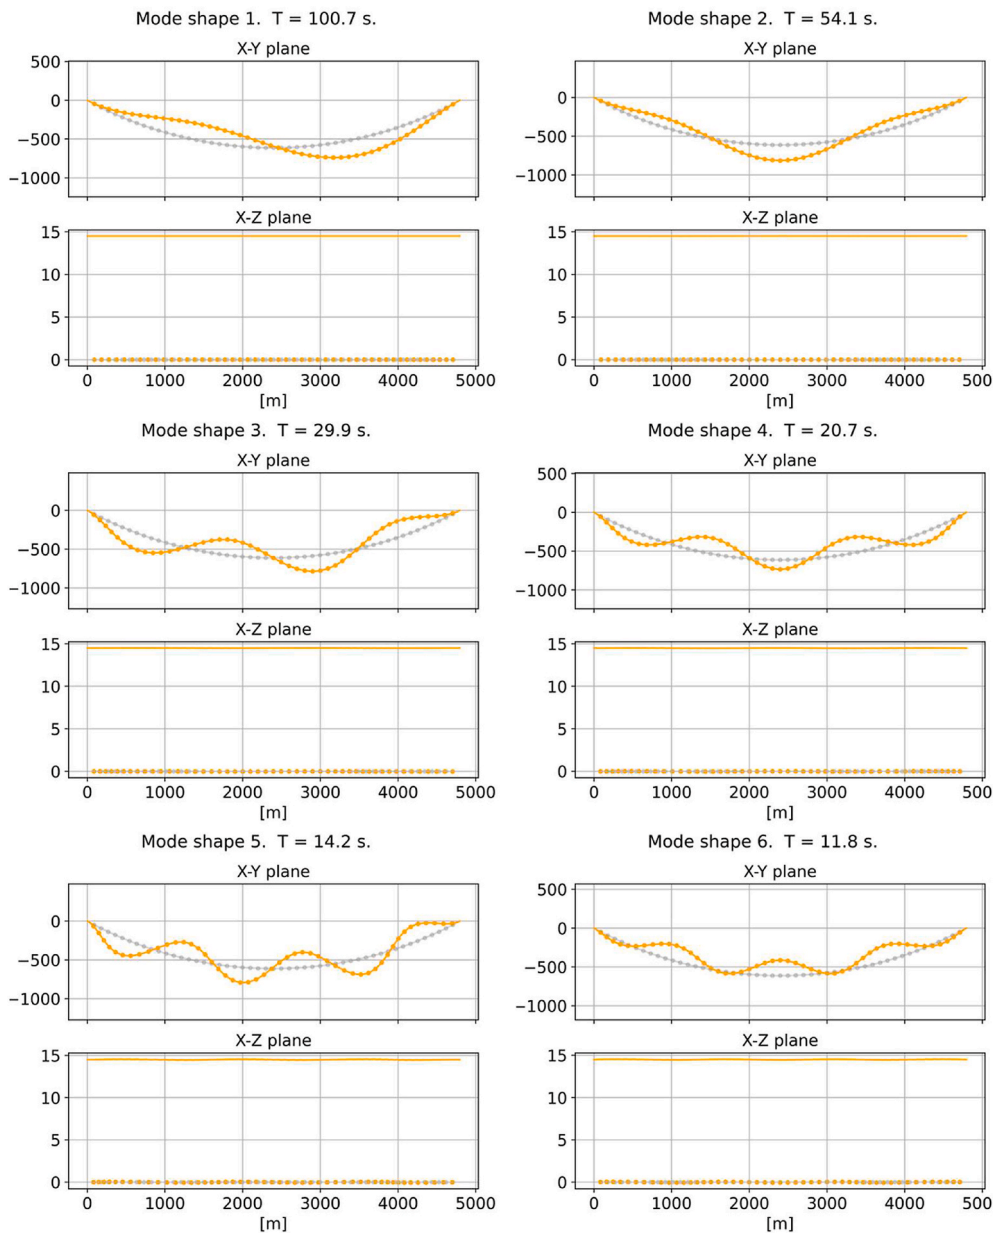 Mode shape 1.  T = 100.7 s.
X-Y plane
500
0
−500
−1000
X-Z plane
15
10
5
0
0 1000 2000 3000 4000 5000
[m]
Mode shape 2.  T = 54.1 s.
X-Y plane
0
−500
−1000
X-Z plane
15
10
5
0
0 1000 2000 3000 4000 500
[m]
Mode shape 3.  T = 29.9 s.
X-Y plane
0
−500
−1000
X-Z plane
15
10
5
0
0 1000 2000 3000 4000 5000
[m]
Mode shape 4.  T = 20.7 s.
X-Y plane
500
0
−500
−1000
X-Z plane
15
10
5
0
0 1000 2000 3000 4000 500
[m]
Mode shape 5.  T = 14.2 s.
X-Y plane
0
−500
−1000
X-Z plane
15
10
5
0
0 1000 2000 3000 4000 5000
[m]
Mode shape 6.  T = 11.8 s.
X-Y plane
500
0
−500
−1000
X-Z plane
15
10
5
0
0 1000 2000 3000 4000 500
[m]